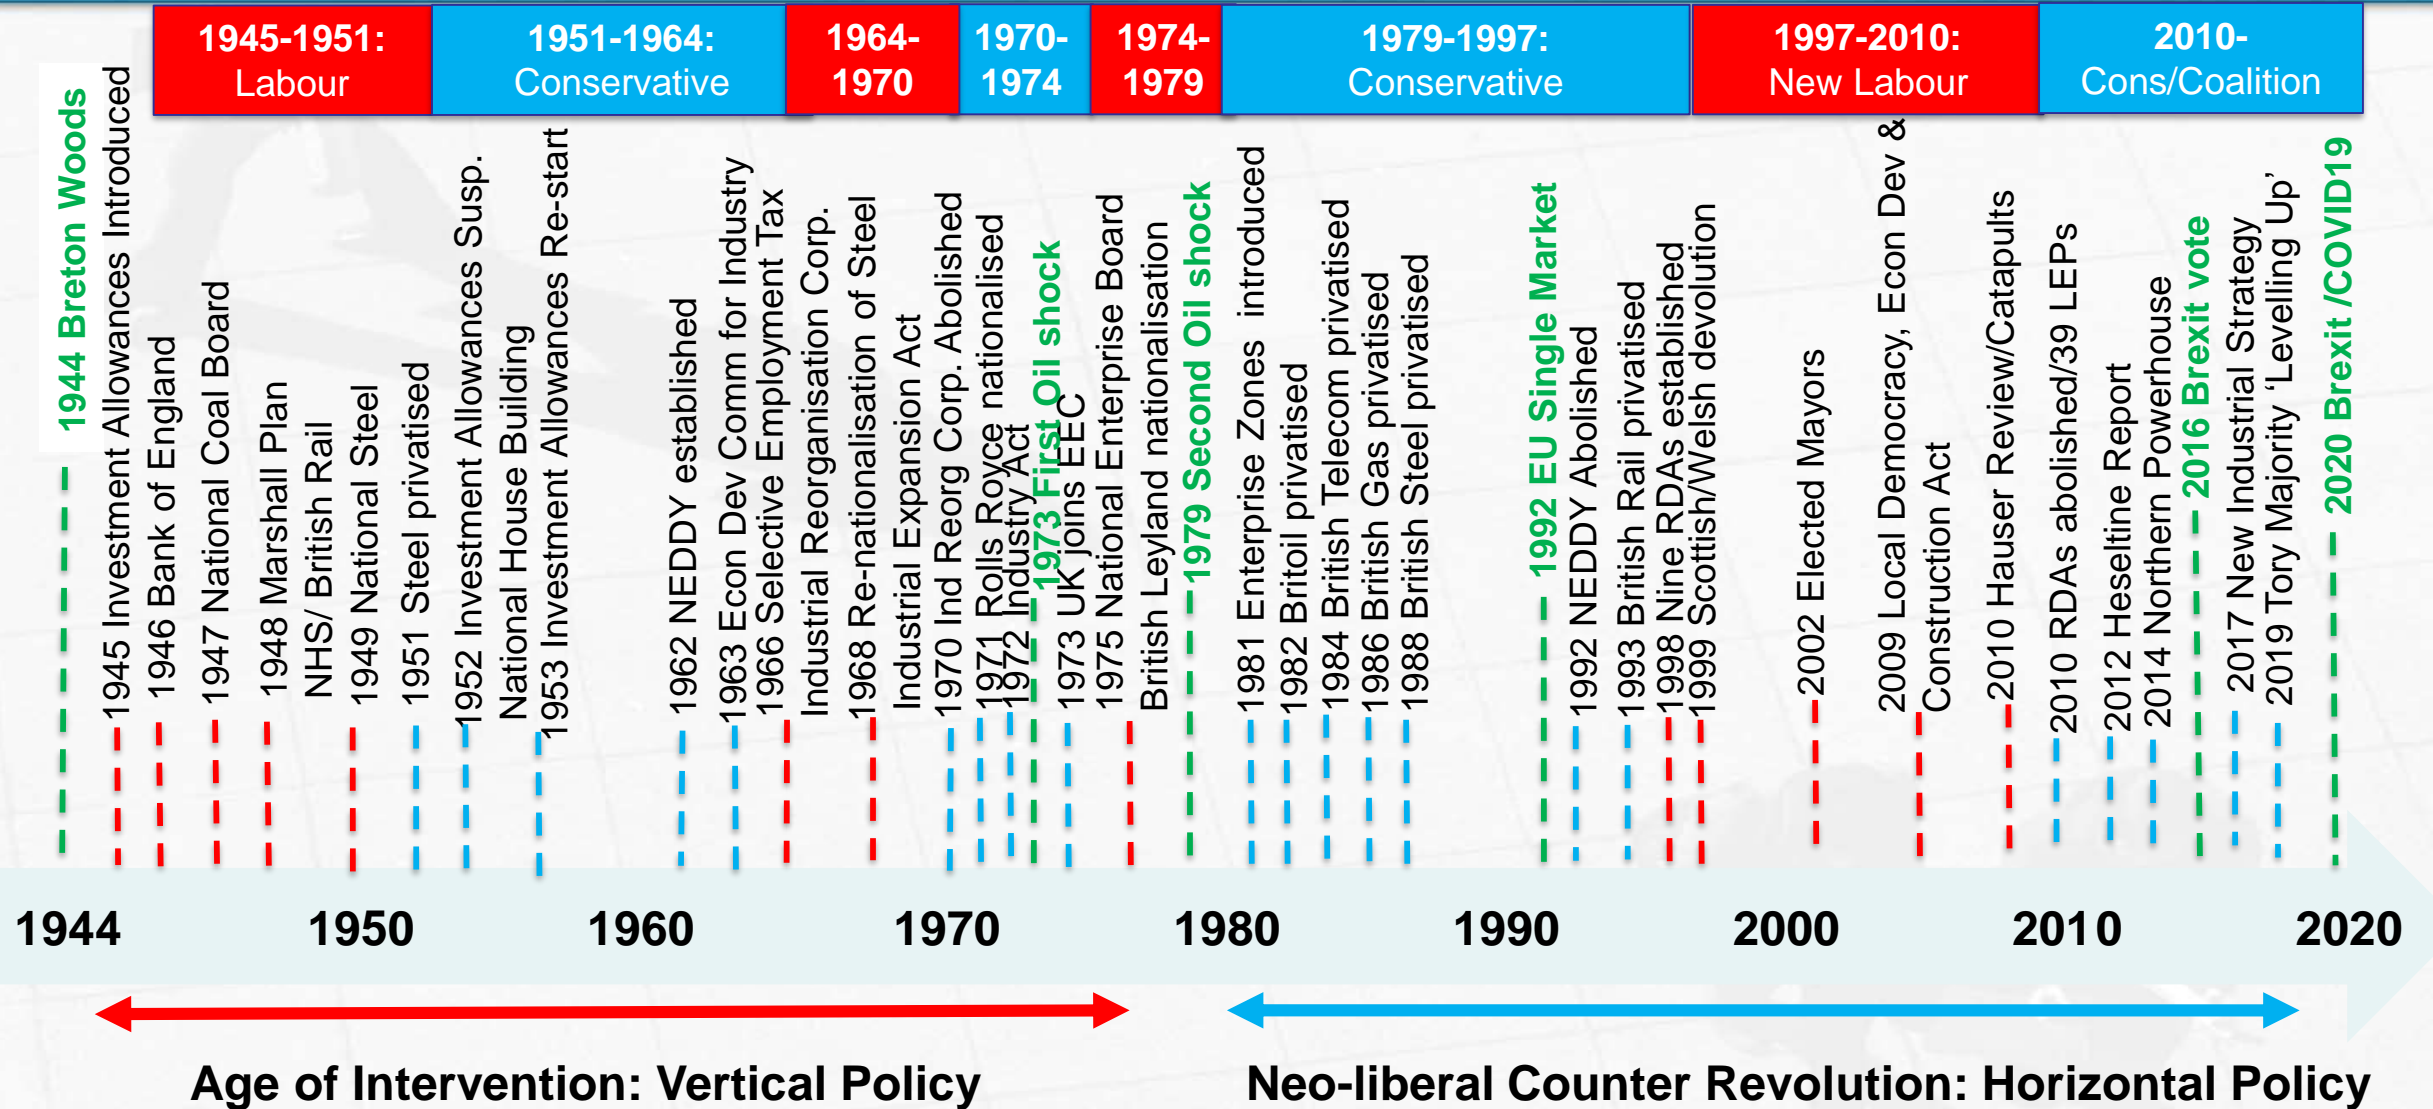 1945-1951:
Labour
1951-1964:
Conservative
1964-
1970
1970-
1974
1974-
1979
1979-1997:
Conservative
1997-2010:
New Labour
2010-
Cons/Coalition
1944 Breton Woods
1945 Investment Allowances Introduced
1946 Bank of England
1947 National Coal Board
1948 Marshall Plan
NHS/ British Rail
1949 National Steel
1951 Steel privatised
1952 Investment Allowances Susp.
National House Building
1953 Investment Allowances Re-start
1962 NEDDY established
1963 Econ Dev Comm for Industry
1966 Selective Employment Tax
Industrial Reorganisation Corp.
1968 Re-nationalisation of Steel
Industrial Expansion Act
1970 Ind Reorg Corp. Abolished
1971 Rolls Royce nationalised
1972 Industry Act
1973 First Oil shock
1973 UK joins EEC
1975 National Enterprise Board
British Leyland nationalisation
1979 Second Oil shock
1981 Enterprise Zones introduced
1982 Britoil privatised
1984 British Telecom privatised
1986 British Gas privatised
1988 British Steel privatised
1992 EU Single Market
1992 NEDDY Abolished
1993 British Rail privatised
1998 Nine RDAs established
1999 Scottish/Welsh devolution
2002 Elected Mayors
2009 Local Democracy, Econ Dev &
Construction Act
2010 Hauser Review/Catapults
2010 RDAs abolished/39 LEPs
2012 Heseltine Report
2014 Northern Powerhouse
2016 Brexit vote
2017 New Industrial Strategy
2019 Tory Majority ‘Levelling Up’
2020 Brexit /COVID19
1944 1950 1960 1970 1980 1990 2000 2010 2020
Age of Intervention: Vertical Policy
Neo-liberal Counter Revolution: Horizontal Policy